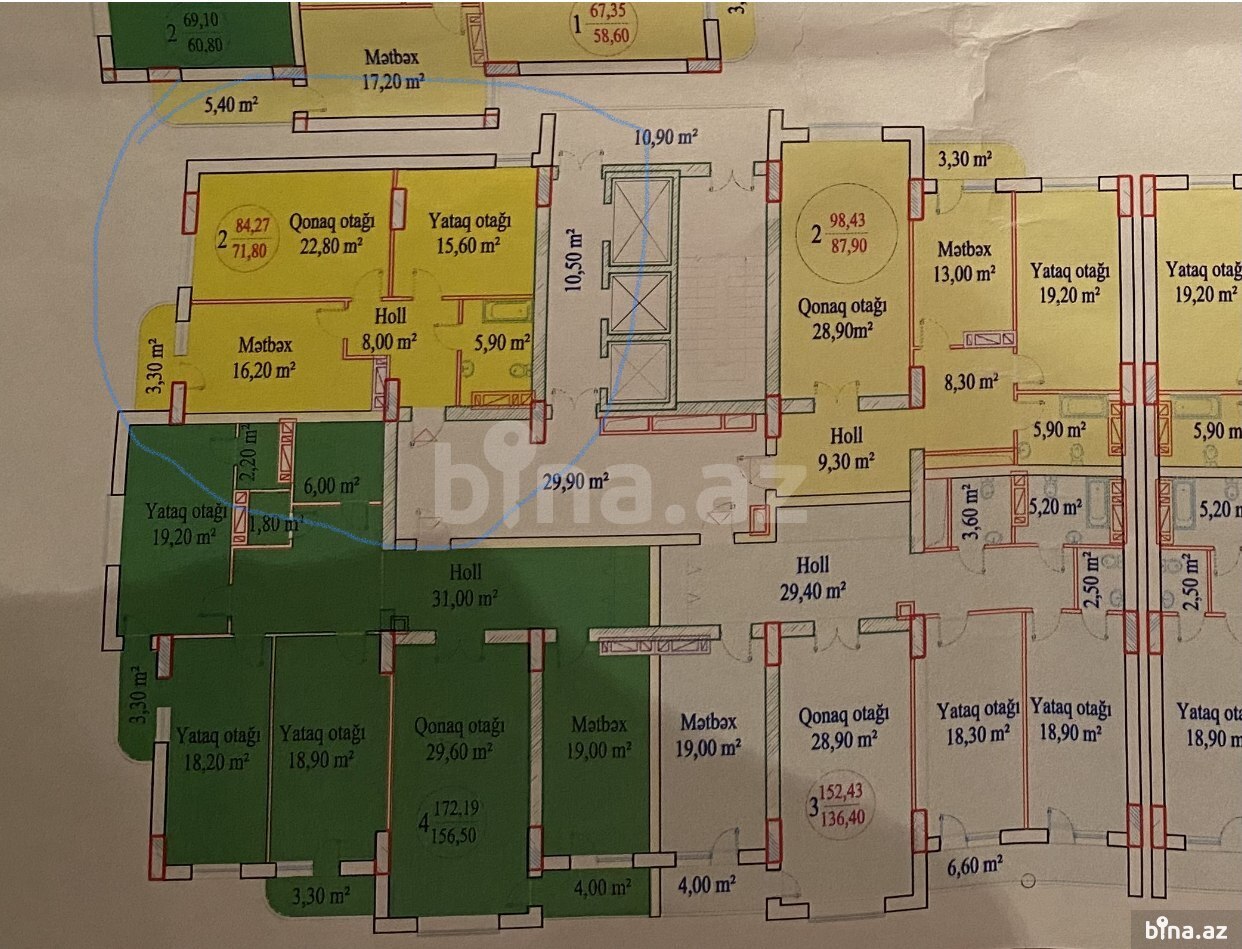 2 69,10
60,80
Mətbəx
17,20 m²
1 67,35
58,60
3,
5,40 m²
10,90 m²
3,30 m²
2 84,27
71,80
Qonaq otağı
22,80 m²
Yataq otağı
15,60 m²
10,50 m²
2 98,43
87,90
Mətbəx
13,00 m²
Yataq otağı
19,20 m²
Yataq otağ
19,20 m²
Qonaq otağı
28,90m²
Holl
8,00 m²
5,90 m²
Mətbəx
16,20 m²
3,30 m²
8,30 m²
5,90 m²
5,90 m
Holl
9,30 m²
2,20 m²
6,00 m²
29,90 m²
bina.az
Yataq otağı
19,20 m²
1,80 m²
3,60 m²
5,20 m²
5,20 m
Holl
31,00 m²
Holl
29,40 m²
2,50 m²
2,50 m²
3,30 m²
Yataq otağı
18,20 m²
Yataq otağı
18,90 m²
Qonaq otağı
29,60 m²
Mətbəx
19,00 m²
Mətbəx
19,00 m²
Qonaq otağı
28,90 m²
Yataq otağı
18,30 m²
Yataq otağı
18,90 m²
Yataq ota
18,90 m
4 172,19
156,50
3 152,43
136,40
3,30 m²
4,00 m²
4,00 m²
6,60 m²
bina.az